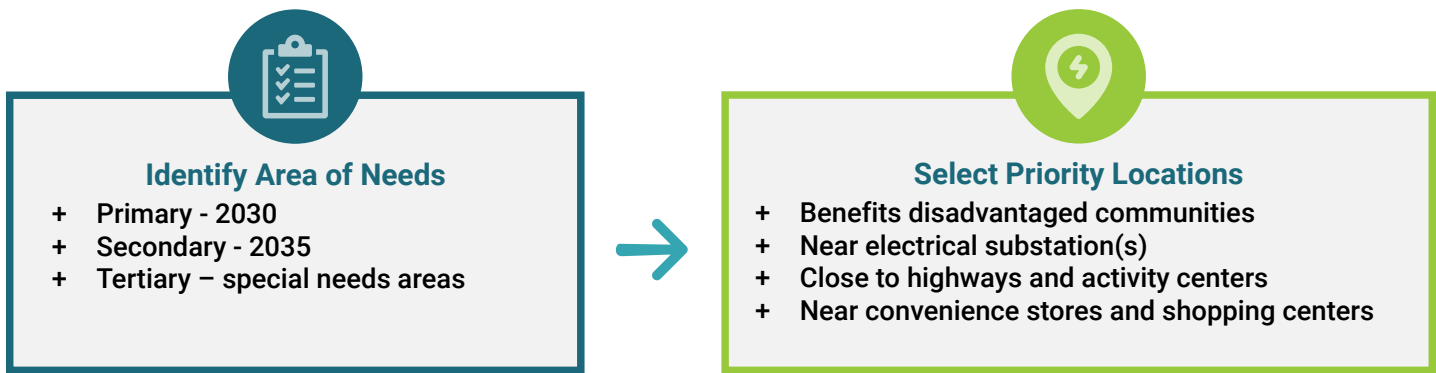 Identify Area of Needs
+ Primary - 2030
+ Secondary - 2035
+ Tertiary – special needs areas
Select Priority Locations
+ Benefits disadvantaged communities
+ Near electrical substation(s)
+ Close to highways and activity centers
+ Near convenience stores and shopping centers